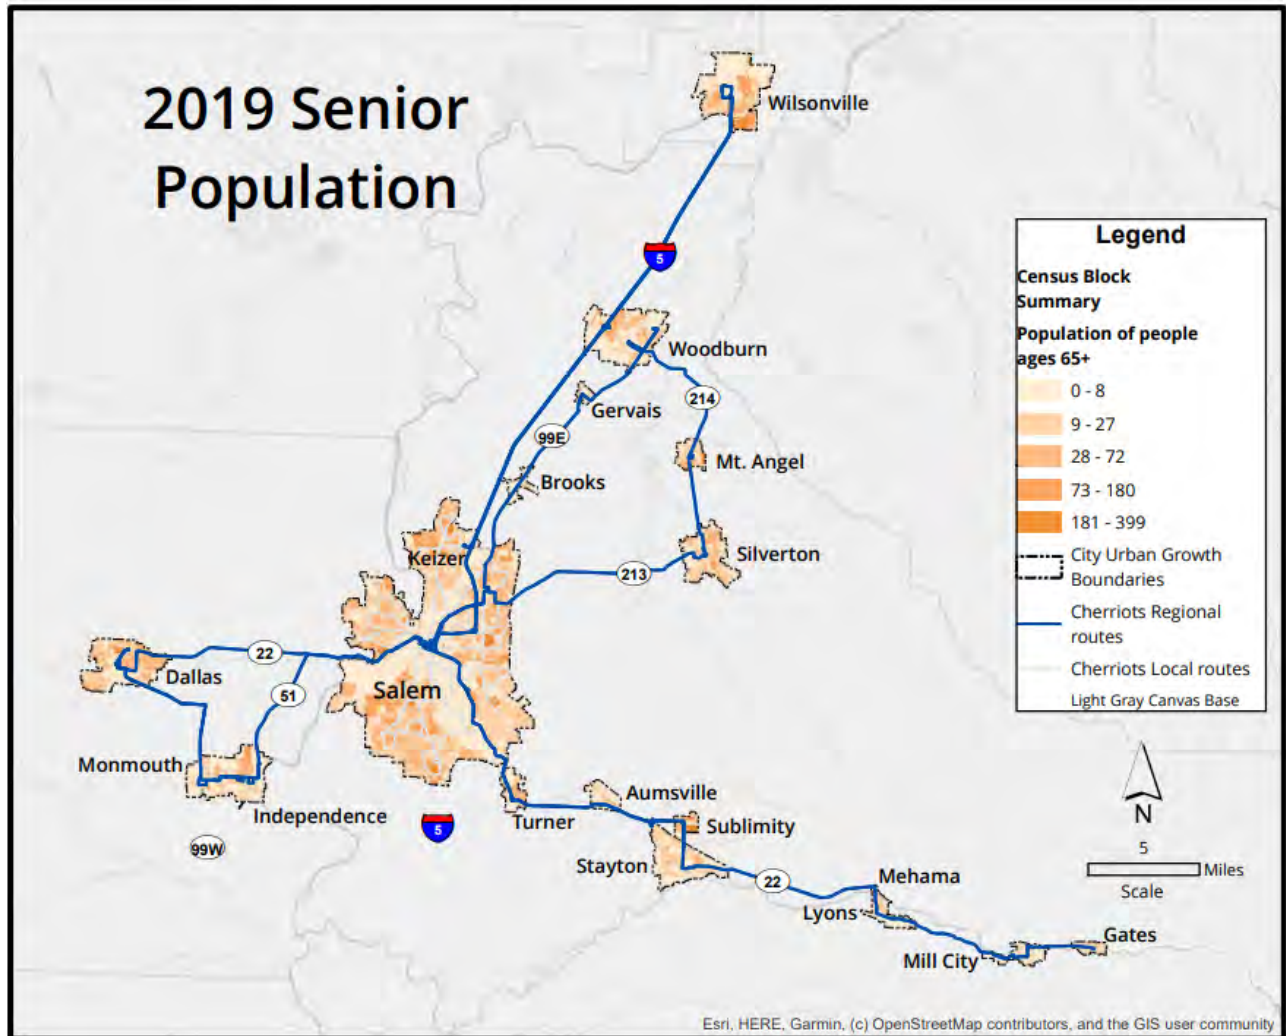 2019 Senior
Population
Wilsonville
5
Woodburn
Gervais
214
99E
Mt. Angel
Brooks
Keizer
Silverton
213
22
Dallas
51
Salem
Monmouth
Independence
99W
5
Turner
Aumsville
Sublimity
Stayton
22
Mehama
Lyons
Mill City
Gates
Legend
Census Block
Summary
Population of people
ages 65+
0 - 8
9 - 27
28 - 72
73 - 180
181 - 399
City Urban Growth
Boundaries
Cherriots Regional
routes
Cherriots Local routes
Light Gray Canvas Base
N
5
Miles
Scale
Esri, HERE, Garmin, (c) OpenStreetMap contributors, and the GIS user community